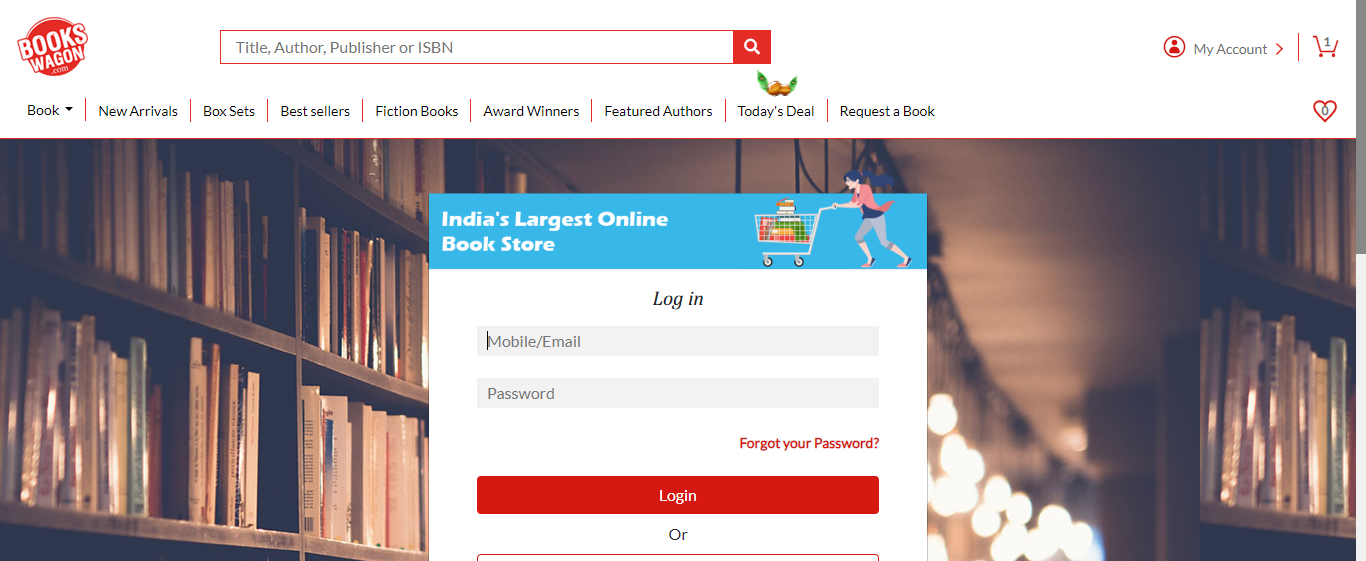 BOOKS
WAGON
.com
Title, Author, Publisher or ISBN
My Account
1
Book
New Arrivals
Box Sets
Best sellers
Fiction Books
Award Winners
Featured Authors
Today's Deal
Request a Book
0
India's Largest Online
Book Store
Log in
Mobile/Email
Password
Forgot your Password?
Login
Or